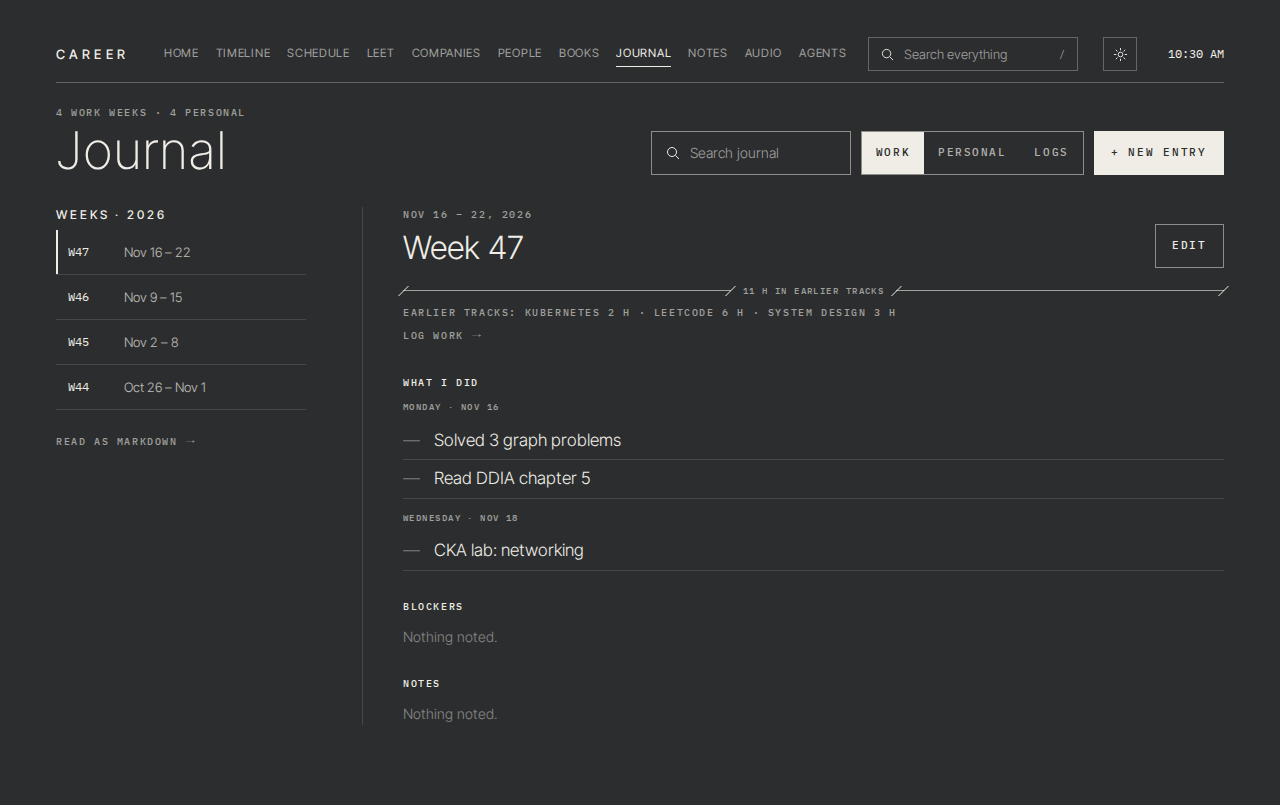 CAREER HOME TIMELINE SCHEDULE LEET COMPANIES PEOPLE BOOKS JOURNAL NOTES AUDIO AGENTS Search everything / 10:30 AM
4 WORK WEEKS · 4 PERSONAL
Journal
Search journal WORK PERSONAL LOGS + NEW ENTRY
WEEKS · 2026
W47 Nov 16 – 22
W46 Nov 9 – 15
W45 Nov 2 – 8
W44 Oct 26 – Nov 1
READ AS MARKDOWN →
NOV 16 – 22, 2026
Week 47
EDIT
11 H IN EARLIER TRACKS
EARLIER TRACKS: KUBERNETES 2 H · LEETCODE 6 H · SYSTEM DESIGN 3 H
LOG WORK →
WHAT I DID
MONDAY · NOV 16
— Solved 3 graph problems
— Read DDIA chapter 5
WEDNESDAY · NOV 18
— CKA lab: networking
BLOCKERS
Nothing noted.
NOTES
Nothing noted.